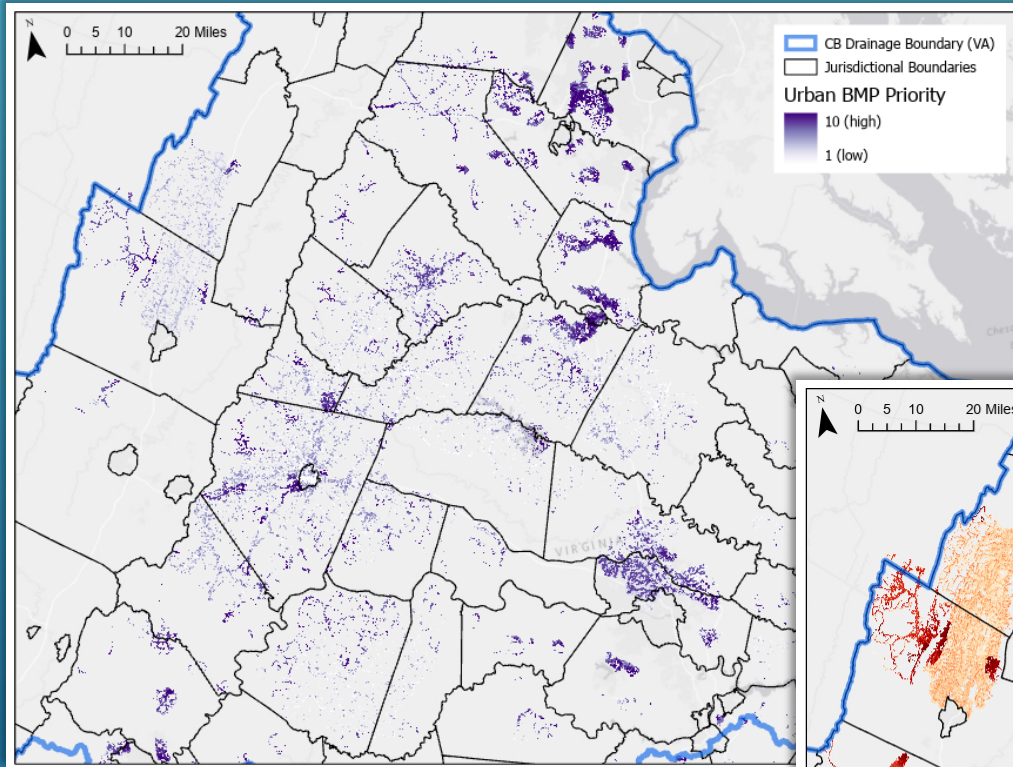 N
0 5 10 20 Miles
CB Drainage Boundary (VA)
Jurisdictional Boundaries
Urban BMP Priority
10 (high)
1 (low)
VIRGINIA
N
0 5 10 20 Miles